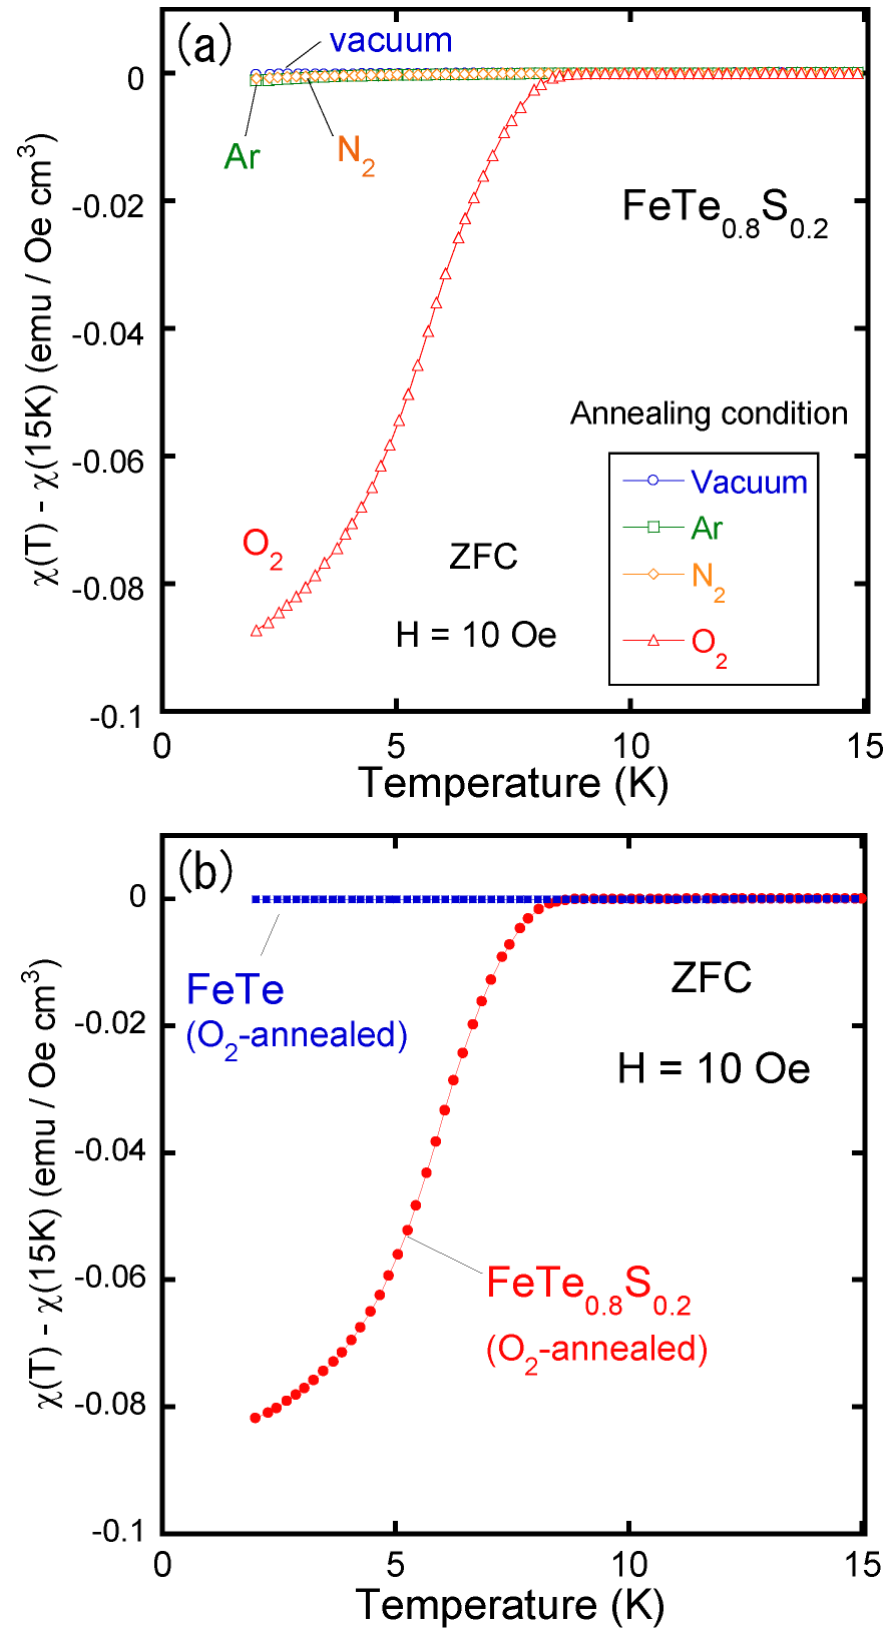 (a)
vacuum
Ar
N₂
FeTe₀.₈S₀.₂
Annealing condition
Vacuum
Ar
N₂
O₂
O₂
ZFC
H = 10 Oe
0
-0.02
-0.04
-0.06
-0.08
-0.1
χ(T) - χ(15K) (emu / Oe cm³)
0 5 10 15
Temperature (K)
(b)
FeTe
(O₂-annealed)
ZFC
H = 10 Oe
FeTe₀.₈S₀.₂
(O₂-annealed)
0
-0.02
-0.04
-0.06
-0.08
-0.1
χ(T) - χ(15K) (emu / Oe cm³)
0 5 10 15
Temperature (K)